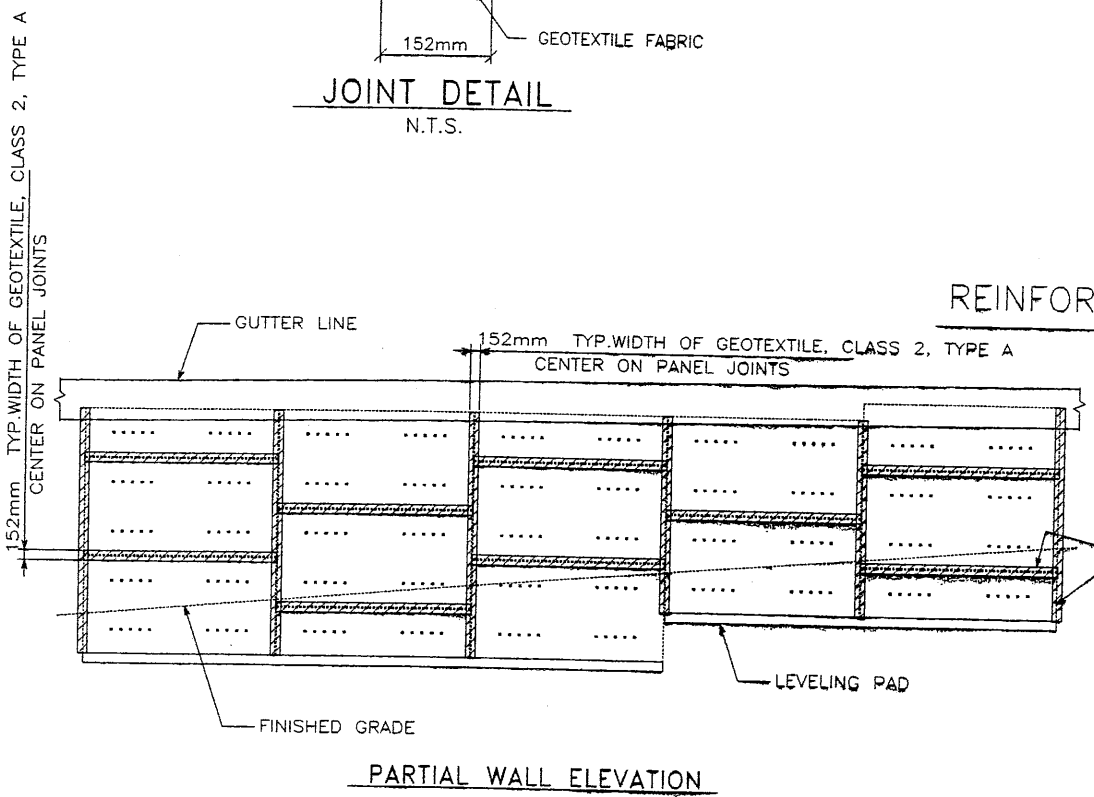 152mm
GEOTEXTILE FABRIC
JOINT DETAIL
N.T.S.
152mm TYP.WIDTH OF GEOTEXTILE, CLASS 2, TYPE A
CENTER ON PANEL JOINTS
REINFOR
GUTTER LINE
152mm TYP.WIDTH OF GEOTEXTILE, CLASS 2, TYPE A
CENTER ON PANEL JOINTS
LEVELING PAD
FINISHED GRADE
PARTIAL WALL ELEVATION